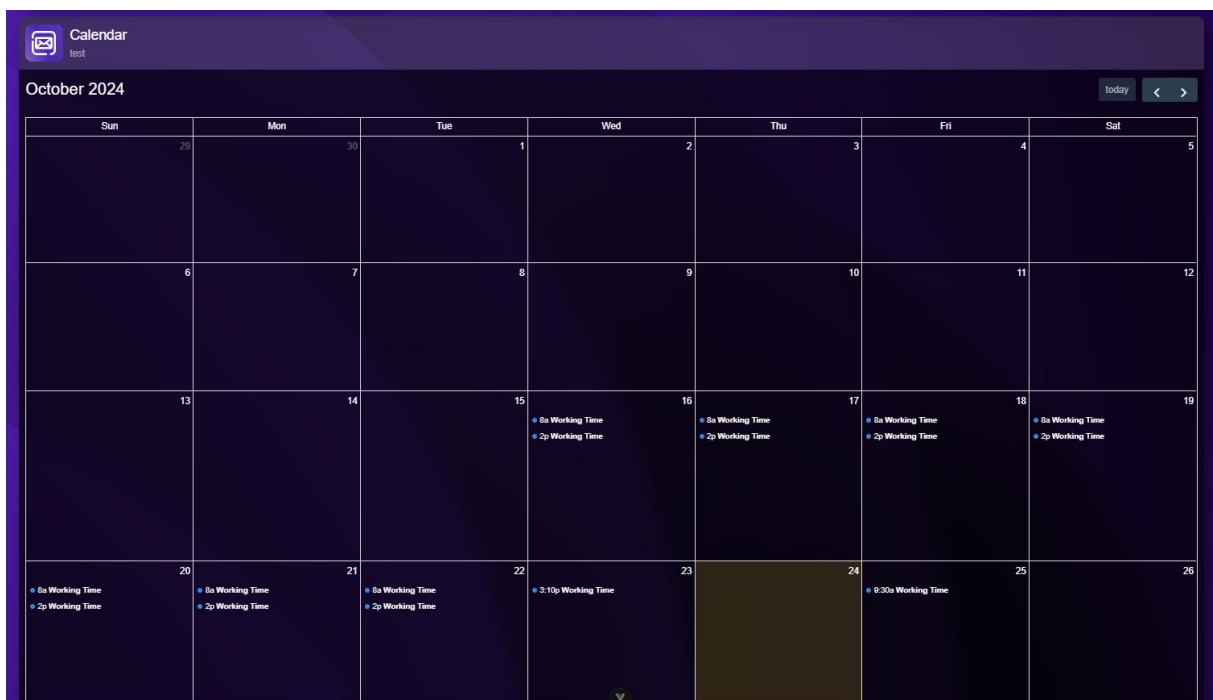 Calendar
test
October 2024
today
Sun Mon Tue Wed Thu Fri Sat
29 30 1 2 3 4 5
6 7 8 9 10 11 12
13 14 15 16 17 18 19
8a Working Time 8a Working Time 8a Working Time 8a Working Time
2p Working Time 2p Working Time 2p Working Time 2p Working Time
20 21 22 23 24 25 26
8a Working Time 8a Working Time 8a Working Time 3:10p Working Time 9:30a Working Time
2p Working Time 2p Working Time 2p Working Time